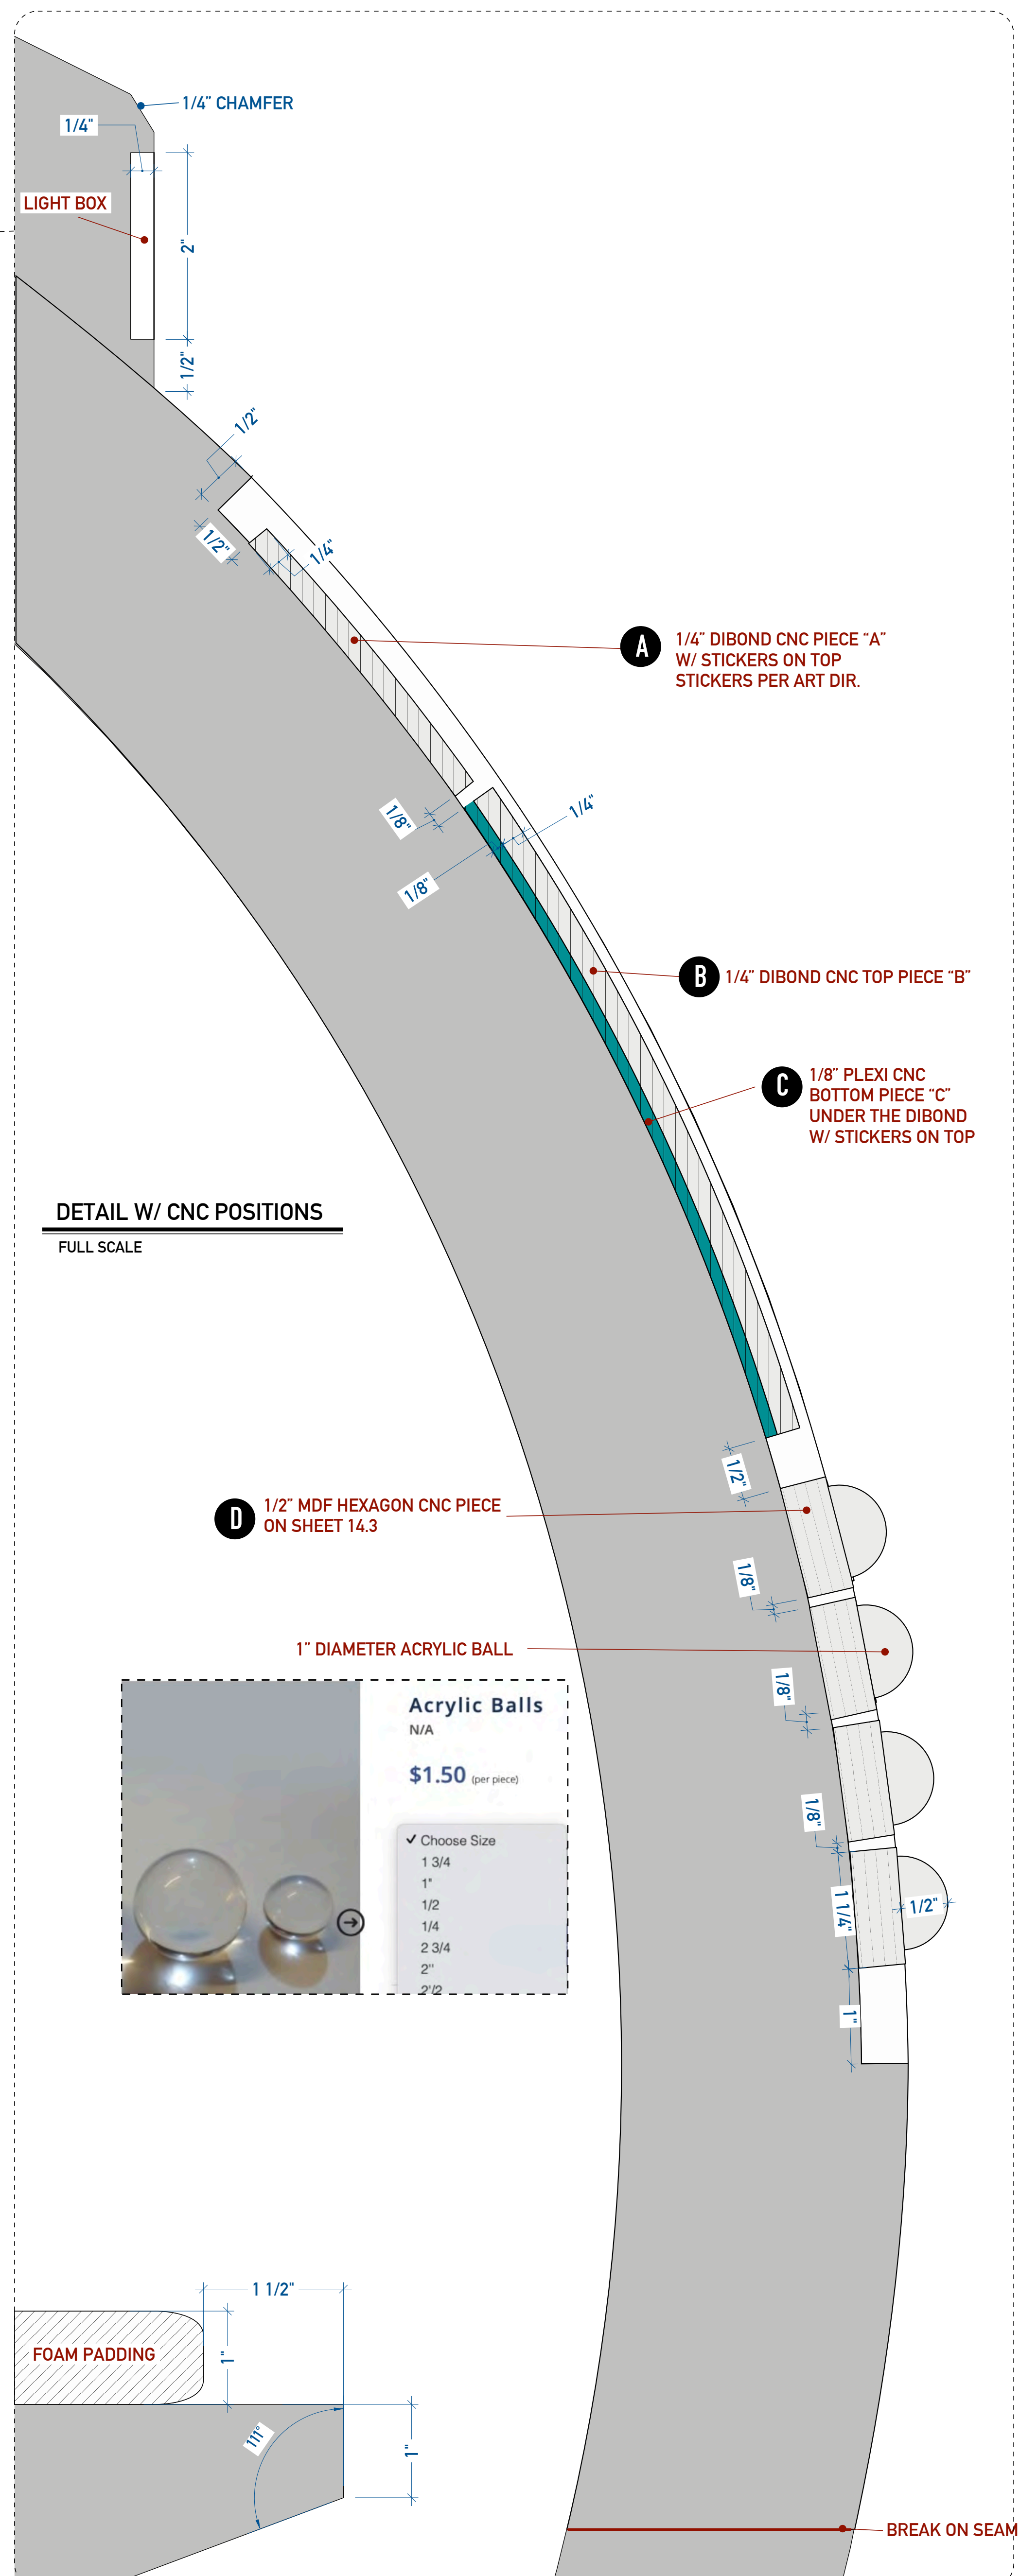 1/4" CHAMFER
1/4"
LIGHT BOX
2"
1/2"
1/2"
1/2"
1/4"
A
1/4” DIBOND CNC PIECE “A”
W/ STICKERS ON TOP
STICKERS PER ART DIR.
1/8"
1/4"
1/8"
B
1/4” DIBOND CNC TOP PIECE “B”
C
1/8” PLEXI CNC
BOTTOM PIECE “C”
UNDER THE DIBOND
W/ STICKERS ON TOP
DETAIL W/ CNC POSITIONS
FULL SCALE
1/2"
D
1/2” MDF HEXAGON CNC PIECE
ON SHEET 14.3
1/8"
1” DIAMETER ACRYLIC BALL
1/8"
Acrylic Balls
N/A
$1.50 (per piece)
✓ Choose Size
1 3/4
1"
1/2
1/4
2 3/4
2"
2'/2
1/8"
1 1/4"
1/2"
1"
1 1/2"
FOAM PADDING
1"
111°
1"
BREAK ON SEAM